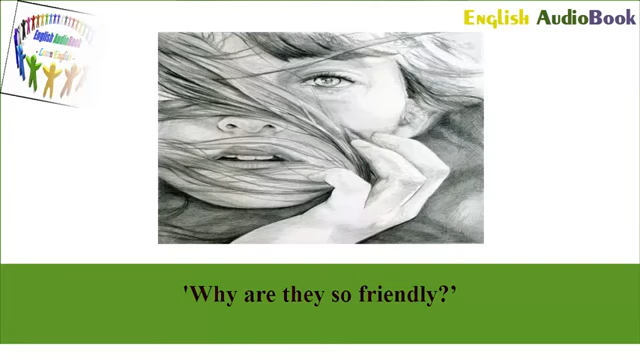 English AudioBook
English AudioBook
- Learn English -
'Why are they so friendly?’